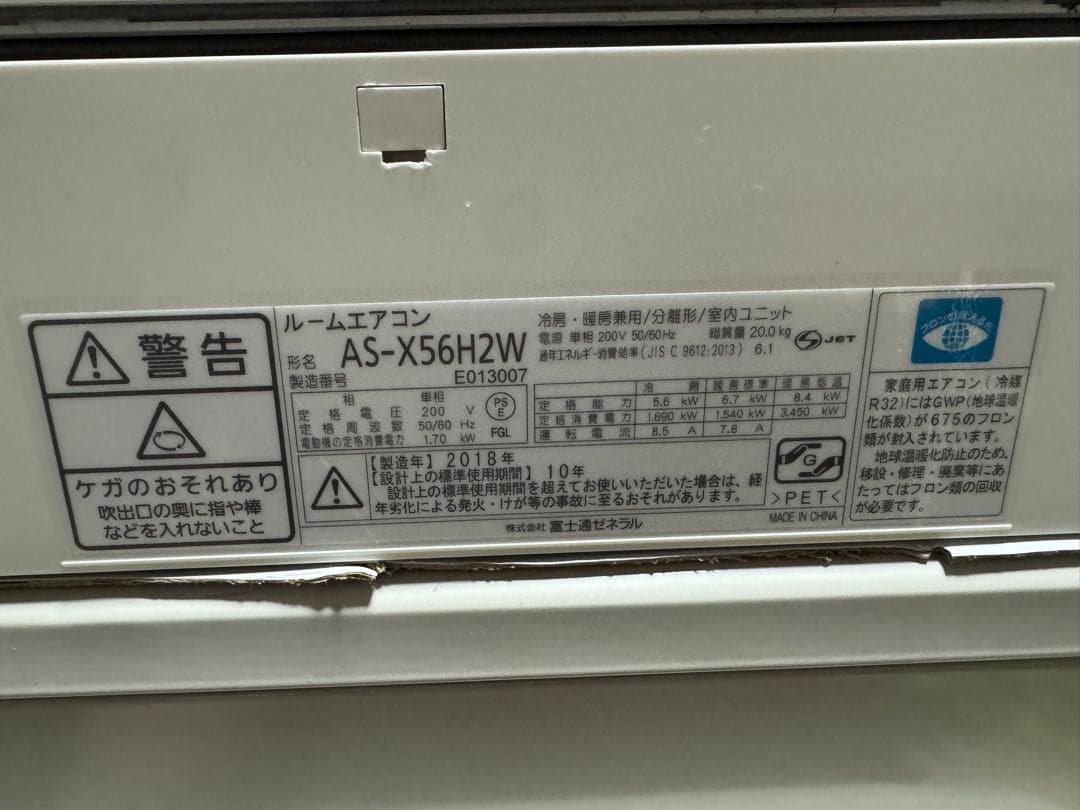 警告
ケガのおそれあり
吹出口の奥に指や棒
などを入れないこと
ルームエアコン
形名 AS-X56H2W
製造番号 E013007
冷房・暖房兼用/分離形/室内ユニット
電源 単相 200V 50/60Hz 総質量 20.0kg
通年エネルギー消費効率(JIS C 9612:2013) 6.1
S JET
相 単相
定格電圧 200 V
定格周波数 50/60 Hz
電動機の定格消費電力 1.70 kW
PS
E
FGL
冷房 暖房標準 暖房低温
定格能力 5.6 kW 6.7 kW 8.4 kW
定格消費電力 1.690 kW 1.540 kW 3.450 kW
運転電流 8.5 A 7.8 A
【製造年】2018年
【設計上の標準使用期間】10年
設計上の標準使用期間を超えてお使いいただいた場合は、経
年劣化による発火・けが等の事故に至るおそれがあります。
G
>PET<
MADE IN CHINA
株式会社 富士通ゼネラル
フロンの見える化
家庭用エアコン(冷媒
R32)にはGWP(地球温暖
化係数)が675のフロン
類が封入されています。
地球温暖化防止のため、
移設・修理・廃棄等にあ
たってはフロン類の回収
が必要です。